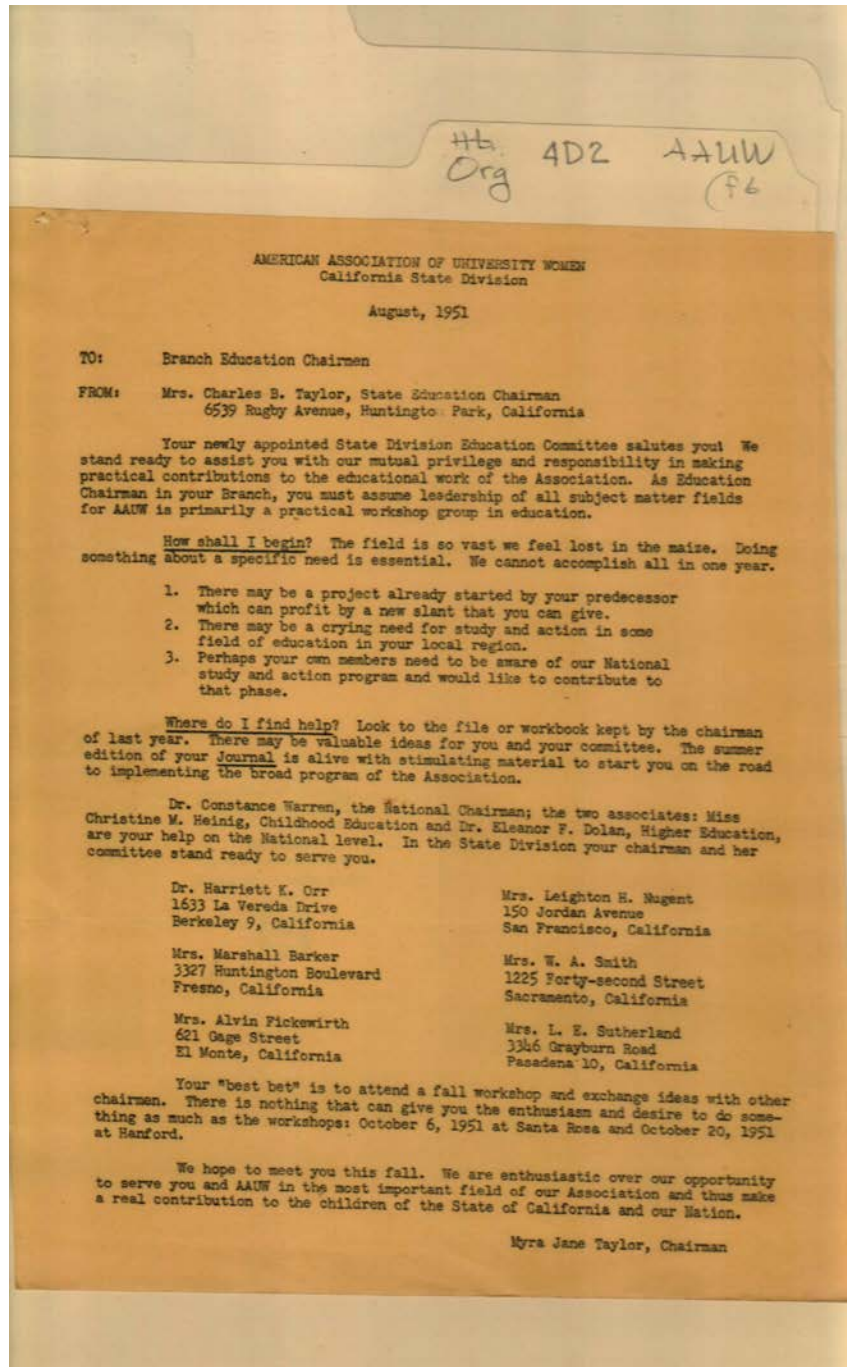 Org 4D2 AAUW
AMERICAN ASSOCIATION OF UNIVERSITY WOMEN
California State Division
August, 1951
TO: Branch Education Chairmen
FROM: Mrs. Charles B. Taylor, State Education Chairman
6539 Rugby Avenue, Huntingto Park, California
Your newly appointed State Division Education Committee salutes you! We
stand ready to assist you with our mutual privilege and responsibility in making
practical contributions to the educational work of the Association. As Education
Chairman in your Branch, you must assume leadership of all subject matter fields
for AAUW is primarily a practical workshop group in education.
How shall I begin? The field is so vast we feel lost in the maize. Doing
something about a specific need is essential. We cannot accomplish all in one year.
1. There may be a project already started by your predecessor
which can profit by a new slant that you can give.
2. There may be a crying need for study and action in some
field of education in your local region.
3. Perhaps your own members need to be aware of our National
study and action program and would like to contribute to
that phase.
Where do I find help? Look to the file or workbook kept by the chairman
of last year. There may be valuable ideas for you and your committee. The summer
edition of your Journal is alive with stimulating material to start you on the road
to implementing the broad program of the Association.
Dr. Constance Warren, the National Chairman; the two associates: Miss
Christine M. Heinig, Childhood Education and Dr. Eleanor F. Dolan, Higher Education,
are your help on the National level. In the State Division your chairman and her
committee stand ready to serve you.
Dr. Harriett K. Orr
1633 La Vereda Drive
Berkeley 9, California
Mrs. Leighton H. Nugent
150 Jordan Avenue
San Francisco, California
Mrs. Marshall Barker
3327 Huntington Boulevard
Fresno, California
Mrs. W. A. Smith
1225 Forty-second Street
Sacramento, California
Mrs. Alvin Fickewirth
621 Gage Street
El Monte, California
Mrs. L. E. Sutherland
3346 Grayburn Road
Pasadena 10, California
Your "best bet" is to attend a fall workshop and exchange ideas with other
chairmen. There is nothing that can give you the enthusiasm and desire to do some-
thing as much as the workshops: October 6, 1951 at Santa Rosa and October 20, 1951
at Hanford.
We hope to meet you this fall. We are enthusiastic over our opportunity
to serve you and AAUW in the most important field of our Association and thus make
a real contribution to the children of the State of California and our Nation.
Myra Jane Taylor, Chairman